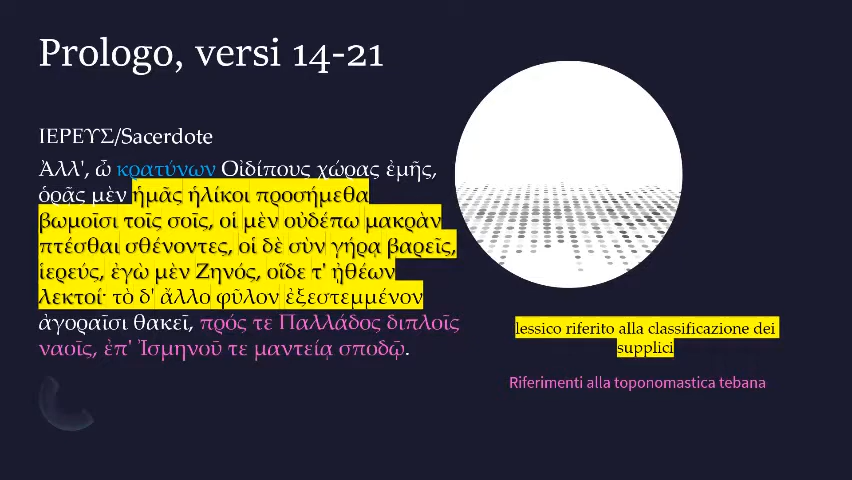 Prologo, versi 14-21
ΙΕΡΕΥΣ/Sacerdote
Ἀλλ', ὦ κρατύνων Οἰδίπους χώρας ἐμῆς,
ὁρᾷς μὲν ἡμᾶς ἡλίκοι προσήμεθα
βωμοῖσι τοῖς σοῖς, οἱ μὲν οὐδέπω μακρὰν
πτέσθαι σθένοντες, οἱ δὲ σὺν γήρᾳ βαρεῖς,
ἱερεύς, ἐγὼ μὲν Ζηνός, οἵδε τ' ἠθέων
λεκτοί· τὸ δ' ἄλλο φῦλον ἐξεστεμμένον
ἀγοραῖσι θακεῖ, πρός τε Παλλάδος διπλοῖς
ναοῖς, ἐπ' Ἰσμηνοῦ τε μαντείᾳ σποδῷ.
lessico riferito alla classificazione dei
supplici
Riferimenti alla toponomastica tebana